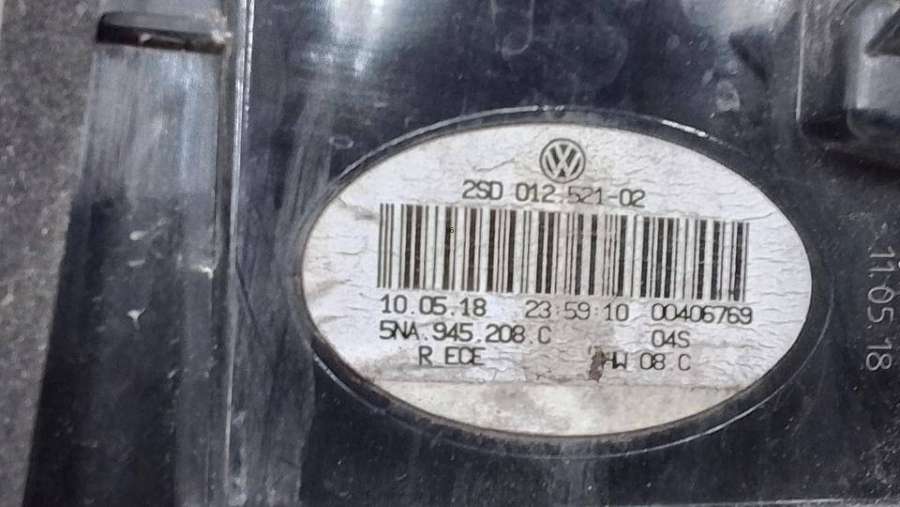 2SD 012 521-02
10.05.18 23:59:10 00406769
5NA.945.208.C 04S
R ECE HW 08.C
11.05.18